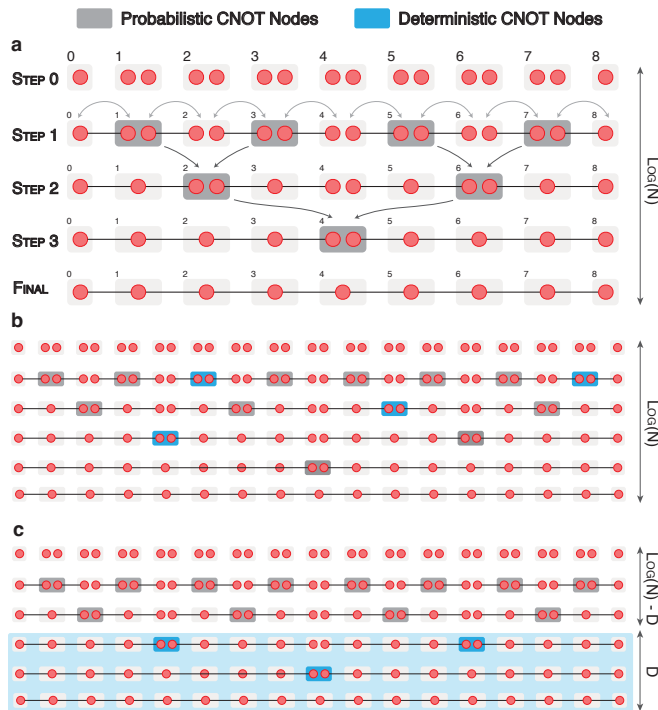 Probabilistic CNOT Nodes Deterministic CNOT Nodes
a
0 1 2 3 4 5 6 7 8
STEP 0
0 1 2 3 4 5 6 7 8
STEP 1
0 1 2 3 4 5 6 7 8
STEP 2
0 1 2 3 4 5 6 7 8
STEP 3
0 1 2 3 4 5 6 7 8
FINAL
LOG(N)
b
LOG(N)
c
LOG(N) - D
D